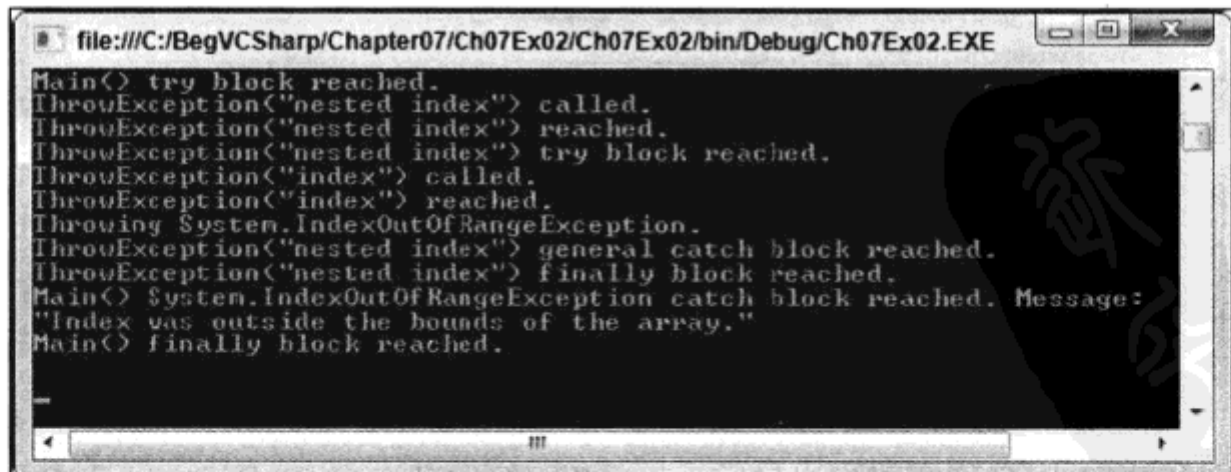 file:///C:/BegVCSharp/Chapter07/Ch07Ex02/Ch07Ex02/bin/Debug/Ch07Ex02.EXE
Main() try block reached.
ThrowException("nested index") called.
ThrowException("nested index") reached.
ThrowException("nested index") try block reached.
ThrowException("index") called.
ThrowException("index") reached.
Throwing System.IndexOutOfRangeException.
ThrowException("nested index") general catch block reached.
ThrowException("nested index") finally block reached.
Main() System.IndexOutOfRangeException catch block reached. Message:
"Index was outside the bounds of the array."
Main() finally block reached.